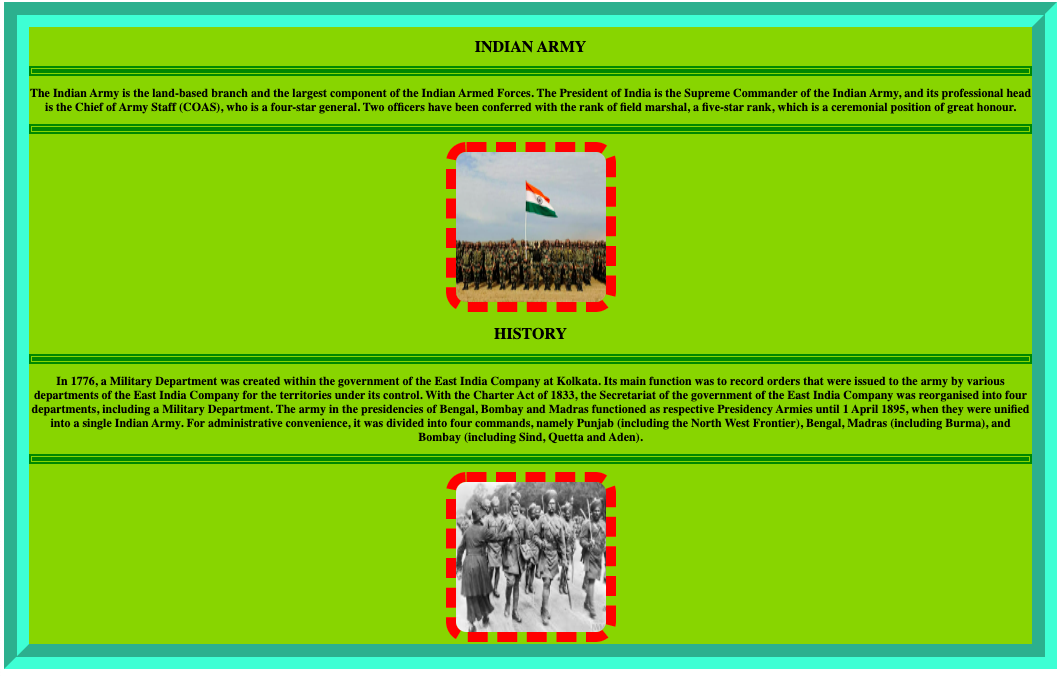 INDIAN ARMY
The Indian Army is the land-based branch and the largest component of the Indian Armed Forces. The President of India is the Supreme Commander of the Indian Army, and its professional head
is the Chief of Army Staff (COAS), who is a four-star general. Two officers have been conferred with the rank of field marshal, a five-star rank, which is a ceremonial position of great honour.
HISTORY
In 1776, a Military Department was created within the government of the East India Company at Kolkata. Its main function was to record orders that were issued to the army by various
departments of the East India Company for the territories under its control. With the Charter Act of 1833, the Secretariat of the government of the East India Company was reorganised into four
departments, including a Military Department. The army in the presidencies of Bengal, Bombay and Madras functioned as respective Presidency Armies until 1 April 1895, when they were unified
into a single Indian Army. For administrative convenience, it was divided into four commands, namely Punjab (including the North West Frontier), Bengal, Madras (including Burma), and
Bombay (including Sind, Quetta and Aden).